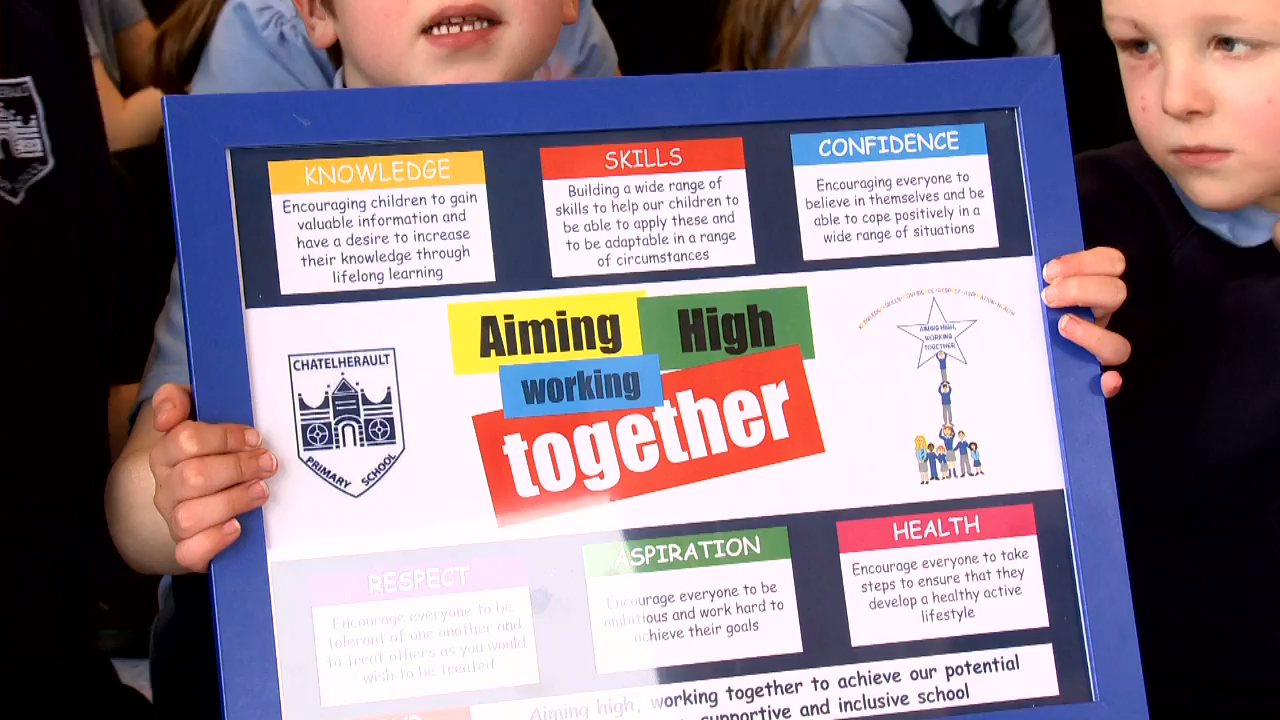 KNOWLEDGE
Encouraging children to gain
valuable information and
have a desire to increase
their knowledge through
lifelong learning
SKILLS
Building a wide range of
skills to help our children to
be able to apply these and
to be adaptable in a range
of circumstances
CONFIDENCE
Encouraging everyone to
believe in themselves and be
able to cope positively in a
wide range of situations
CHATELHERAULT
PRIMARY SCHOOL
Aiming High
working
together
KNOWLEDGE • SKILLS • CONFIDENCE • RESPECT • ASPIRATION • HEALTH
AIMING HIGH,
WORKING
TOGETHER
RESPECT
Encourage everyone to be
tolerant of one another and
to treat others as you would
wish to be treated
ASPIRATION
Encourage everyone to be
ambitious and work hard to
achieve their goals
HEALTH
Encourage everyone to take
steps to ensure that they
develop a healthy active
lifestyle
Aiming high, working together to achieve our potential
supportive and inclusive school